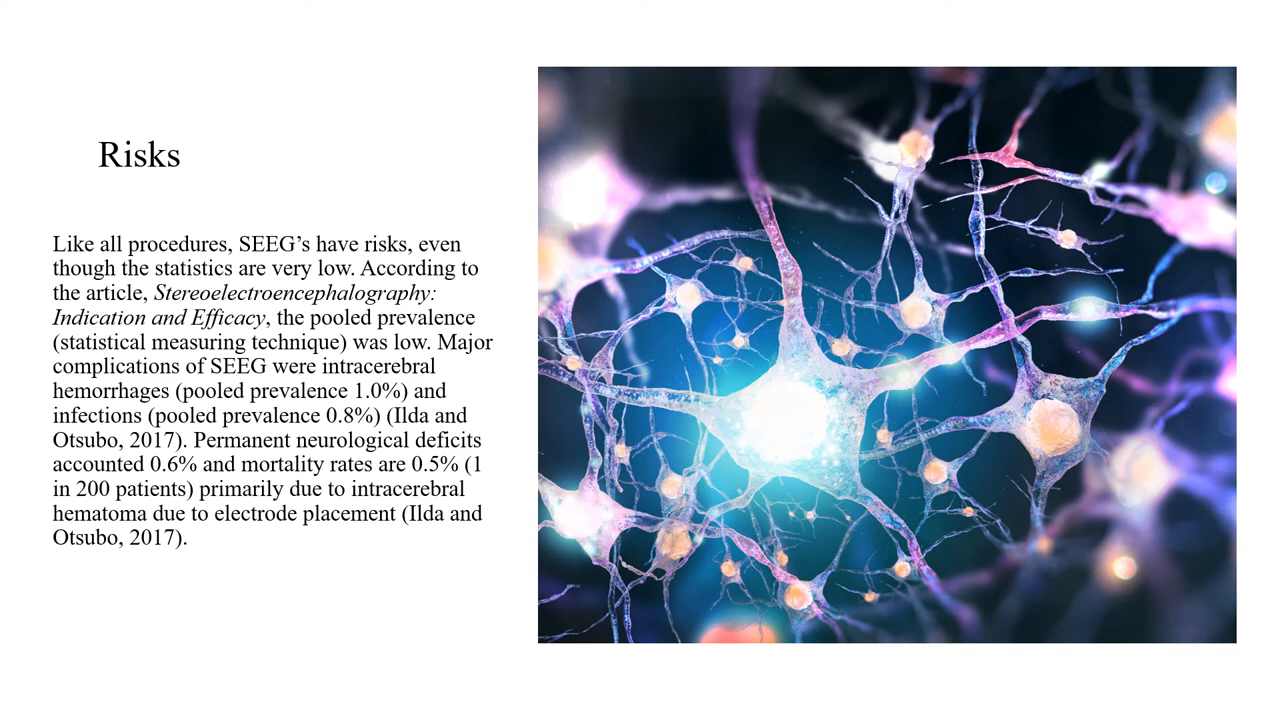 Risks
Like all procedures, SEEG’s have risks, even
though the statistics are very low. According to
the article, Stereoelectroencephalography:
Indication and Efficacy, the pooled prevalence
(statistical measuring technique) was low. Major
complications of SEEG were intracerebral
hemorrhages (pooled prevalence 1.0%) and
infections (pooled prevalence 0.8%) (Ilda and
Otsubo, 2017). Permanent neurological deficits
accounted 0.6% and mortality rates are 0.5% (1
in 200 patients) primarily due to intracerebral
hematoma due to electrode placement (Ilda and
Otsubo, 2017).